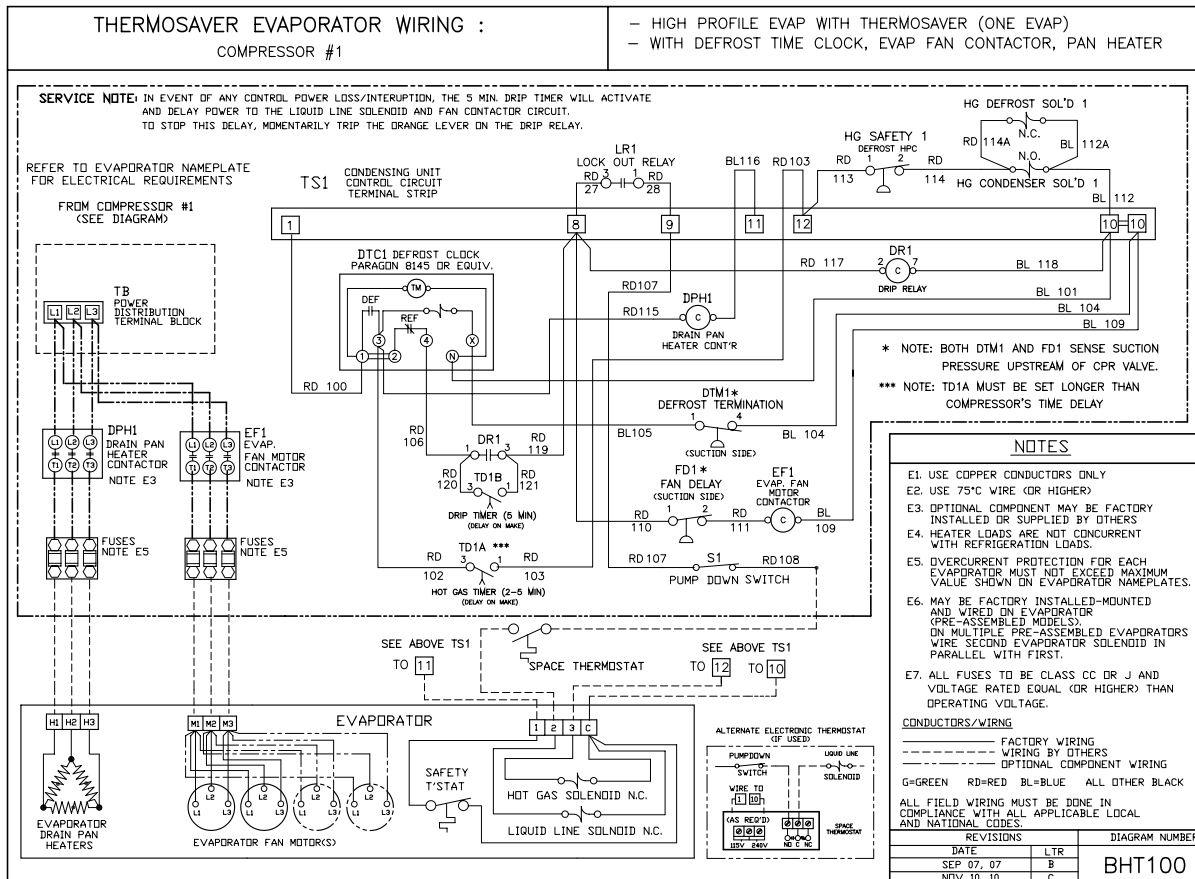 THERMOSAVER EVAPORATOR WIRING :
COMPRESSOR #1
- HIGH PROFILE EVAP WITH THERMOSAVER (ONE EVAP)
- WITH DEFROST TIME CLOCK, EVAP FAN CONTACTOR, PAN HEATER
SERVICE NOTE: IN EVENT OF ANY CONTROL POWER LOSS/INTERUPTION, THE 5 MIN. DRIP TIMER WILL ACTIVATE
AND DELAY POWER TO THE LIQUID LINE SOLENOID AND FAN CONTACTOR CIRCUIT.
TO STOP THIS DELAY, MOMENTARILY TRIP THE ORANGE LEVER ON THE DRIP RELAY.
REFER TO EVAPORATOR NAMEPLATE
FOR ELECTRICAL REQUIREMENTS
FROM COMPRESSOR #1
(SEE DIAGRAM)
TS1
CONDENSING UNIT
CONTROL CIRCUIT
TERMINAL STRIP
LR1
LOCK OUT RELAY
RD 3 1 RD
27 28
BL116 RD103
HG SAFETY 1
DEFROST HPC
RD 1 2 RD
113 114
HG DEFROST SOL'D 1
N.C.
RD 114A
BL 112A
N.O.
HG CONDENSER SOL'D 1
BL 112
1 8 9 11 12 10 10
DTC1 DEFROST CLOCK
PARAGON 8145 OR EQUIV.
TM
DEF
REF
3 4 X
1 2 N
RD 100
RD107
RD115
DPH1
C
DRAIN PAN
HEATER CONT'R
RD 117
DR1
2 C 7
DRIP RELAY
BL 118
BL 101
BL 104
BL 109
* NOTE: BOTH DTM1 AND FD1 SENSE SUCTION
PRESSURE UPSTREAM OF CPR VALVE.
*** NOTE: TD1A MUST BE SET LONGER THAN
COMPRESSOR'S TIME DELAY
TB
POWER
DISTRIBUTION
TERMINAL BLOCK
L1 L2 L3
DPH1
DRAIN PAN
HEATER
CONTACTOR
NOTE E3
L1 L2 L3
T1 T2 T3
EF1
EVAP.
FAN MOTOR
CONTACTOR
NOTE E3
L1 L2 L3
T1 T2 T3
FUSES
NOTE E5
FUSES
NOTE E5
RD
106
DR1
1 3
RD
119
RD
120
TD1B
3 1
RD
121
DRIP TIMER (5 MIN)
(DELAY ON MAKE)
TD1A ***
RD 3 1 RD
102 103
HOT GAS TIMER (2-5 MIN)
(DELAY ON MAKE)
DTM1*
DEFROST TERMINATION
BL105 1 4 BL 104
(SUCTION SIDE)
FD1*
FAN DELAY
(SUCTION SIDE)
RD 1 2 RD
110 111
EF1
EVAP. FAN
MOTOR
CONTACTOR
C
BL
109
RD107 S1 RD108
PUMP DOWN SWITCH
SPACE THERMOSTAT
SEE ABOVE TS1
TO 11
SEE ABOVE TS1
TO 12 TO 10
EVAPORATOR
H1 H2 H3
M1 M2 M3
1 2 3 C
EVAPORATOR
DRAIN PAN
HEATERS
L2 L2 L2 L2
L1 L3 L1 L3 L1 L3 L1 L3
EVAPORATOR FAN MOTOR(S)
SAFETY
T'STAT
HOT GAS SOLENOID N.C.
LIQUID LINE SOLNOID N.C.
ALTERNATE ELECTRONIC THERMOSTAT
(IF USED)
PUMPDOWN
SWITCH
LIQUID LINE
SOLENOID
WIRE TO
1 10
(AS REQ'D)
115V 240V
NO C NC
SPACE
THERMOSTAT
NOTES
E1. USE COPPER CONDUCTORS ONLY
E2. USE 75°C WIRE (OR HIGHER)
E3. OPTIONAL COMPONENT MAY BE FACTORY
INSTALLED OR SUPPLIED BY OTHERS
E4. HEATER LOADS ARE NOT CONCURRENT
WITH REFRIGERATION LOADS.
E5. OVERCURRENT PROTECTION FOR EACH
EVAPORATOR MUST NOT EXCEED MAXIMUM
VALUE SHOWN ON EVAPORATOR NAMEPLATES.
E6. MAY BE FACTORY INSTALLED-MOUNTED
AND WIRED ON EVAPORATOR
(PRE-ASSEMBLED MODELS).
ON MULTIPLE PRE-ASSEMBLED EVAPORATORS
WIRE SECOND EVAPORATOR SOLENOID IN
PARALLEL WITH FIRST.
E7. ALL FUSES TO BE CLASS CC OR J AND
VOLTAGE RATED EQUAL (OR HIGHER) THAN
OPERATING VOLTAGE.
CONDUCTORS/WIRNG
FACTORY WIRING
WIRING BY OTHERS
OPTIONAL COMPONENT WIRING
G=GREEN RD=RED BL=BLUE ALL OTHER BLACK
ALL FIELD WIRING MUST BE DONE IN
COMPLIANCE WITH ALL APPLICABLE LOCAL
AND NATIONAL CODES.
REVISIONS
DATE LTR
SEP 07, 07 B
NOV 10, 10 C
DIAGRAM NUMBER
BHT100